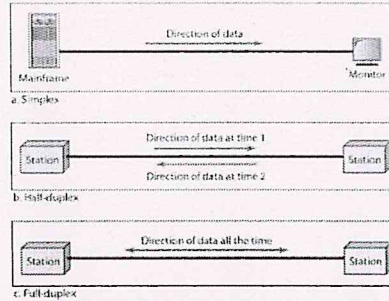 Direction of data
Mainframe
Monitor
a. Simplex
Direction of data at time 1
Station
Station
Direction of data at time 2
b. Half-duplex
Direction of data all the time
Station
Station
c. Full-duplex